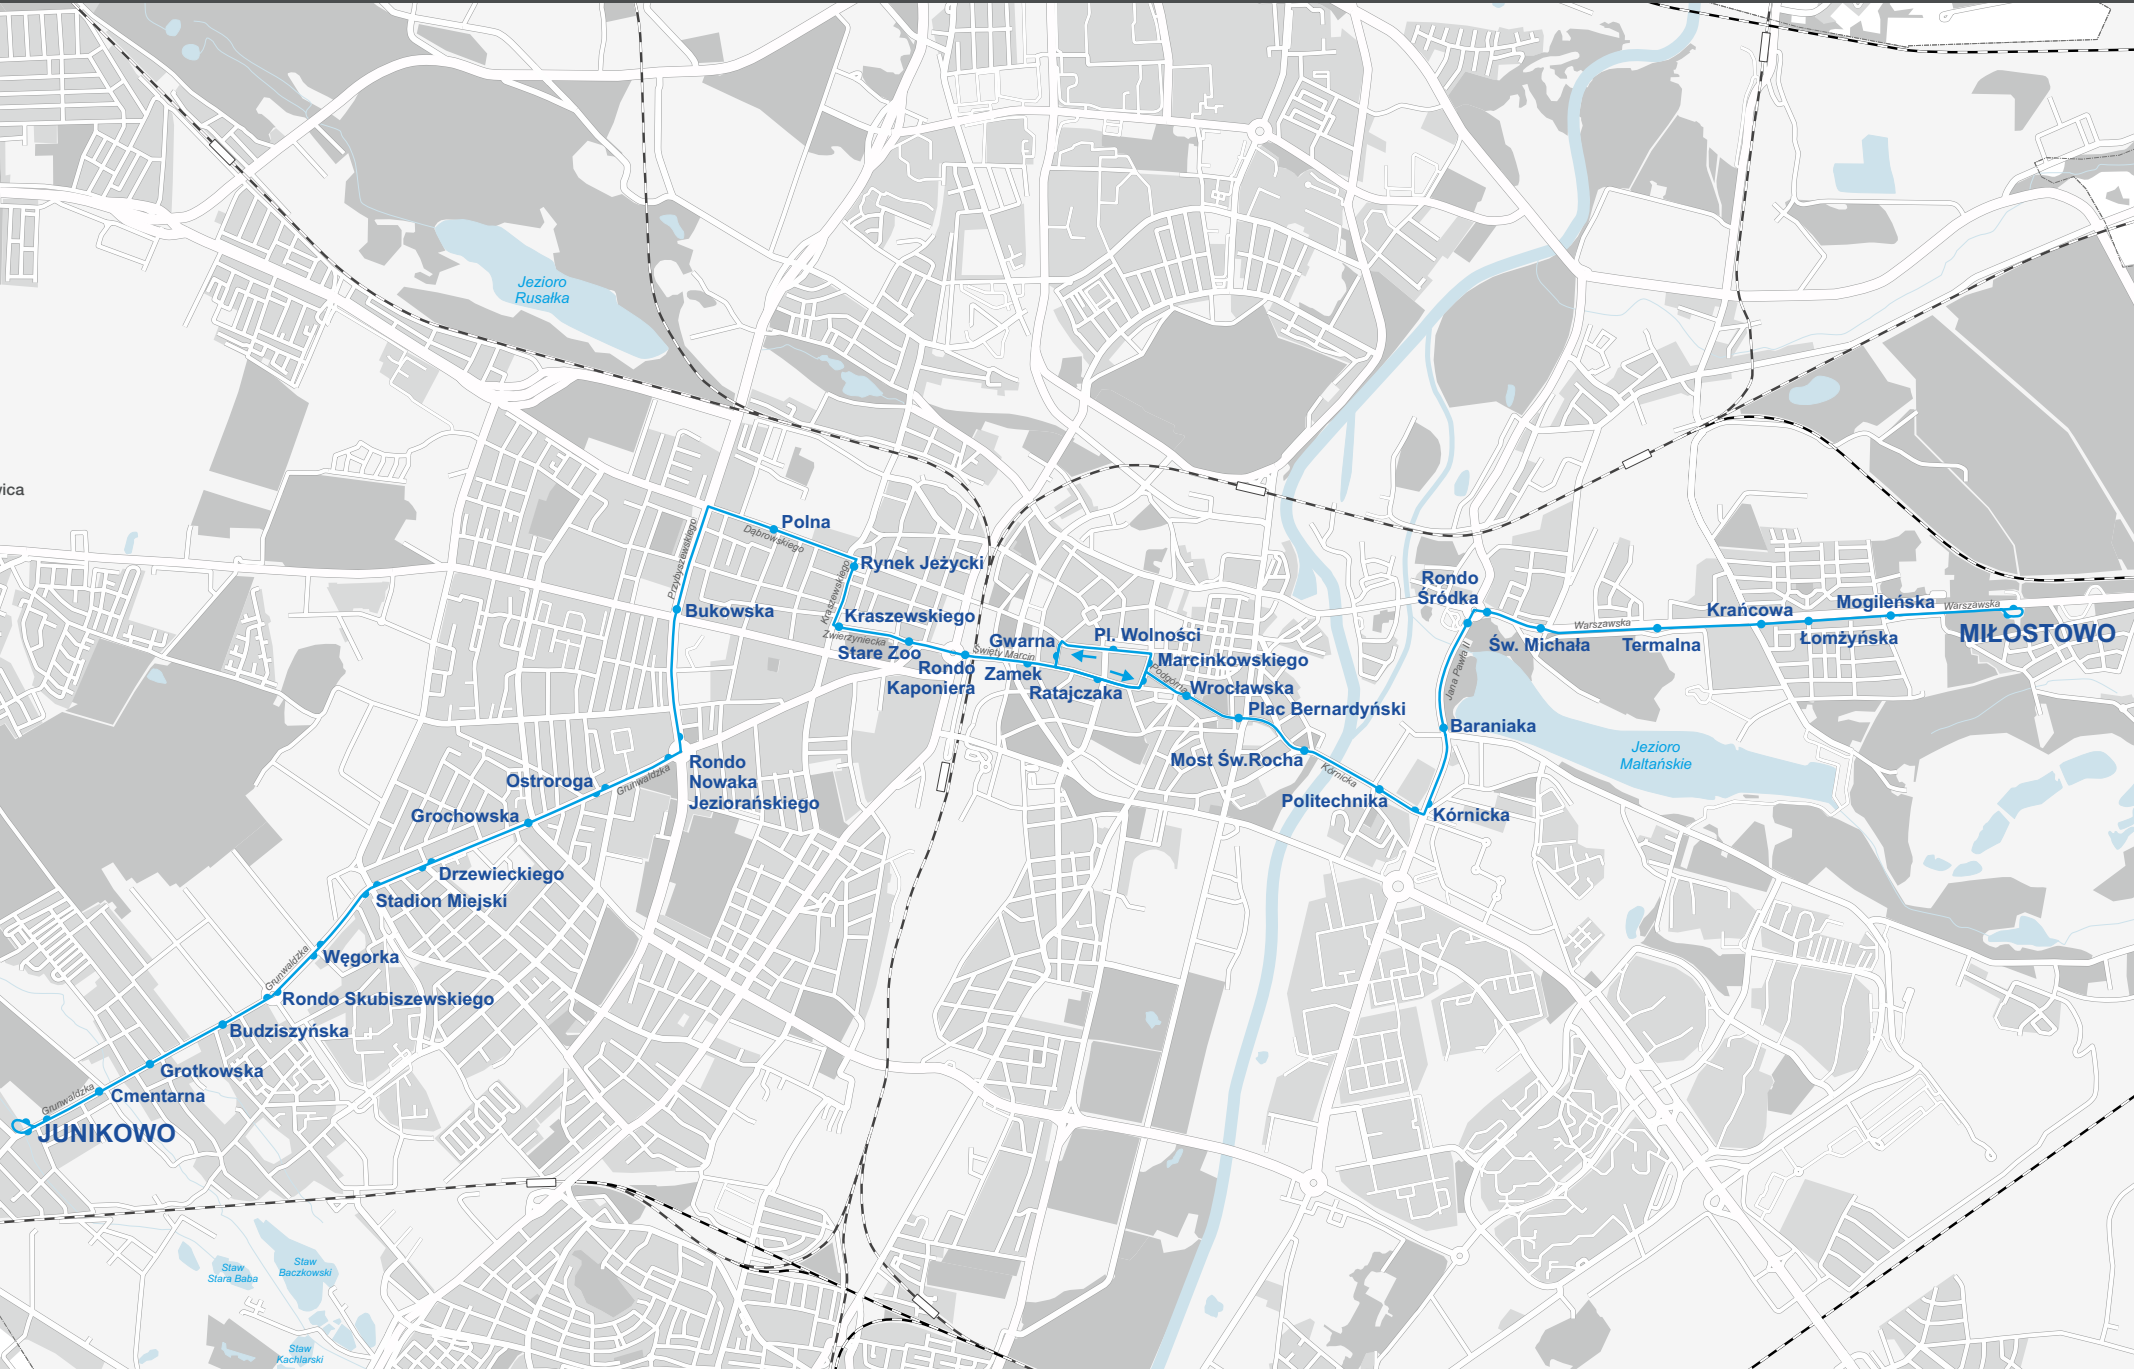 Jezioro
Rusałka
Polna
Dąbrowskiego
Przybyszewskiego
Rynek Jeżycki
Kraszewskiego
Bukowska
Kraszewskiego
Zwierzyniecka
Stare Zoo
Rondo
Kaponiera
Święty Marcin
Zamek
Gwarna
Pl. Wolności
Marcinkowskiego
Ratajczaka
Podgórna
Wrocławska
Plac Bernardyński
Most Św.Rocha
Kórnicka
Politechnika
Kórnicka
Baraniaka
Jana Pawła II
Rondo
Śródka
Św. Michała
Warszawska
Termalna
Krańcowa
Łomżyńska
Mogileńska
Warszawska
MIŁOSTOWO
Jezioro
Maltańskie
Rondo
Nowaka
Jeziorańskiego
Grunwaldzka
Ostroroga
Grochowska
Drzewieckiego
Stadion Miejski
Węgorka
Grunwaldzka
Rondo Skubiszewskiego
Budziszyńska
Grotkowska
Cmentarna
Grunwaldzka
JUNIKOWO
Staw
Stara Baba
Staw
Baczkowski
Staw
Kachlarski